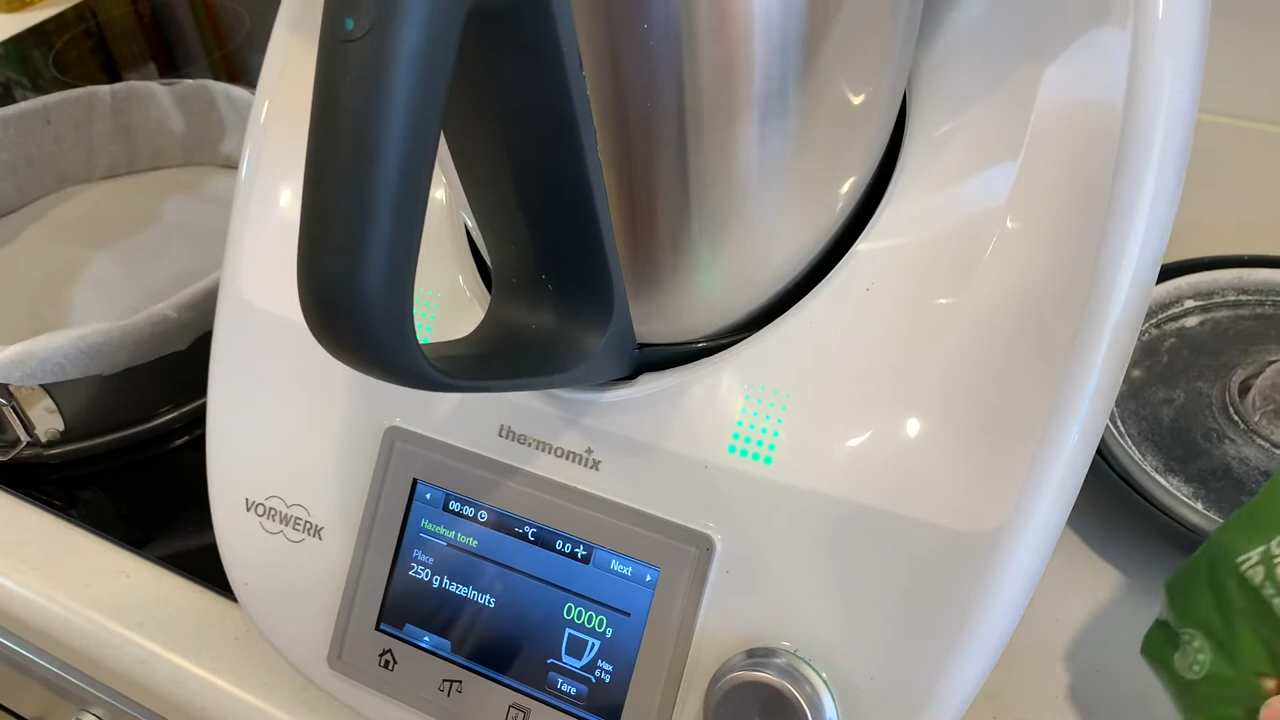 thermomix
VORWERK
00:00
--°C
0.0
Next
Hazelnut torte
Place
250 g hazelnuts
0000g
Max
6 kg
Tare